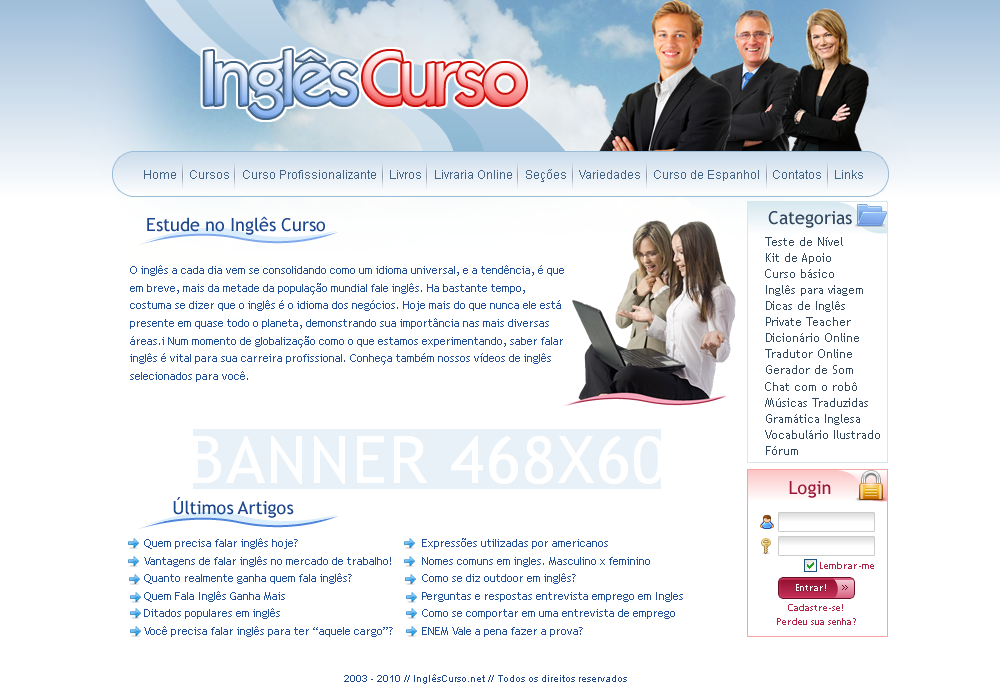 InglêsCurso
Home Cursos Curso Profissionalizante Livros Livraria Online Seções Variedades Curso de Espanhol Contatos Links
Estude no Inglês Curso
O inglês a cada dia vem se consolidando como um idioma universal, e a tendência, é que
em breve, mais da metade da população mundial fale inglês. Ha bastante tempo,
costuma se dizer que o inglês é o idioma dos negócios. Hoje mais do que nunca ele está
presente em quase todo o planeta, demonstrando sua importância nas mais diversas
áreas.i Num momento de globalização como o que estamos experimentando, saber falar
inglês é vital para sua carreira profissional. Conheça também nossos vídeos de inglês
selecionados para você.
BANNER 468X60
Últimos Artigos
Quem precisa falar inglês hoje?
Vantagens de falar inglês no mercado de trabalho!
Quanto realmente ganha quem fala inglês?
Quem Fala Inglês Ganha Mais
Ditados populares em inglês
Você precisa falar inglês para ter “aquele cargo”?
Expressões utilizadas por americanos
Nomes comuns em ingles. Masculino x feminino
Como se diz outdoor em inglês?
Perguntas e respostas entrevista emprego em Ingles
Como se comportar em uma entrevista de emprego
ENEM Vale a pena fazer a prova?
Categorias
Teste de Nível
Kit de Apoio
Curso básico
Inglês para viagem
Dicas de Inglês
Private Teacher
Dicionário Online
Tradutor Online
Gerador de Som
Chat com o robô
Músicas Traduzidas
Gramática Inglesa
Vocabulário Ilustrado
Fórum
Login
Lembrar-me
Entrar! »
Cadastre-se!
Perdeu sua senha?
2003 - 2010 // InglêsCurso.net // Todos os direitos reservados